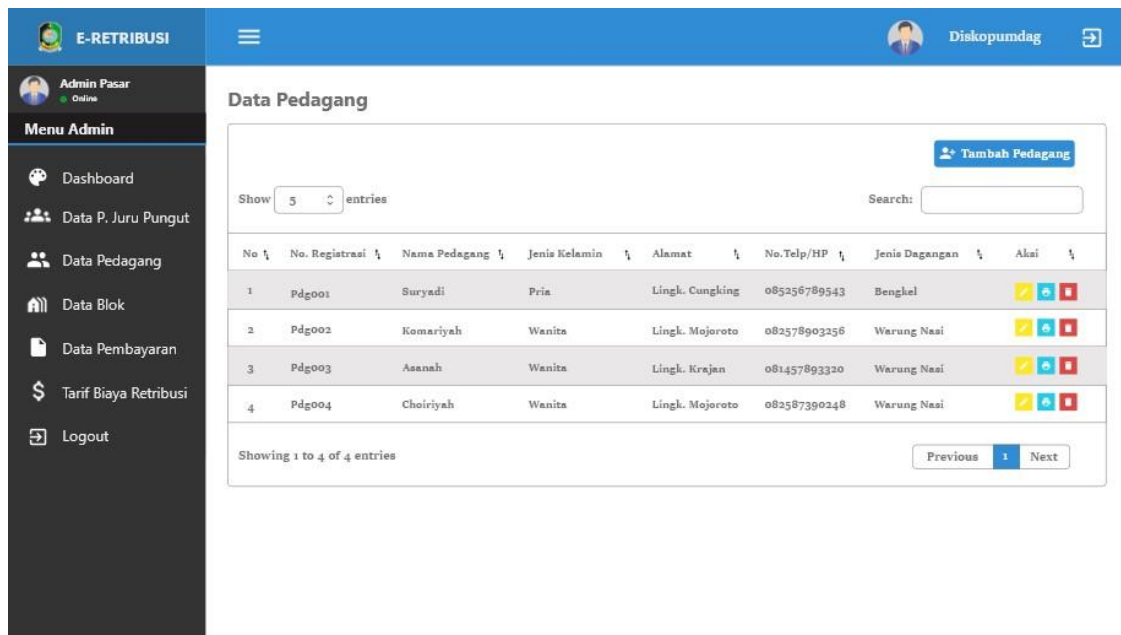 E-RETRIBUSI
Diskopumdag
Admin Pasar
Online
Menu Admin
Dashboard
Data P. Juru Pungut
Data Pedagang
Data Blok
Data Pembayaran
Tarif Biaya Retribusi
Logout
Data Pedagang
Tambah Pedagang
Show 5 entries Search:
No No. Registrasi Nama Pedagang Jenis Kelamin Alamat No.Telp/HP Jenis Dagangan Aksi
1 Pdg001 Suryadi Pria Lingk. Cungking 085256789543 Bengkel
2 Pdg002 Komariyah Wanita Lingk. Mojoroto 082578903256 Warung Nasi
3 Pdg003 Asanah Wanita Lingk. Krajan 081457893320 Warung Nasi
4 Pdg004 Choiriyah Wanita Lingk. Mojoroto 082587390248 Warung Nasi
Showing 1 to 4 of 4 entries Previous 1 Next